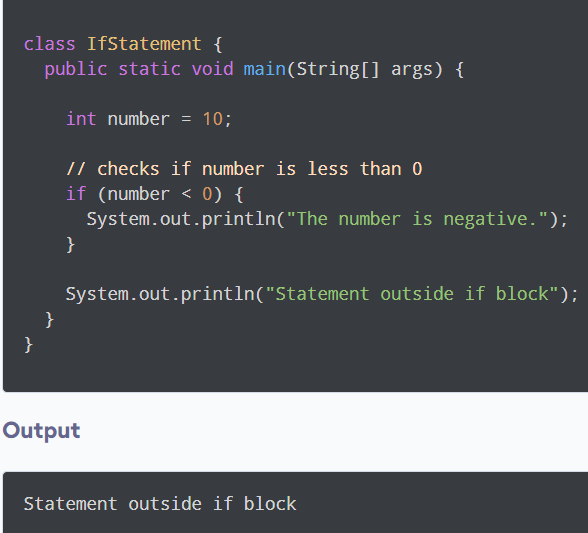 class IfStatement {
  public static void main(String[] args) {

    int number = 10;

    // checks if number is less than 0
    if (number < 0) {
      System.out.println("The number is negative.");
    }

    System.out.println("Statement outside if block");
  }
}
Output
Statement outside if block